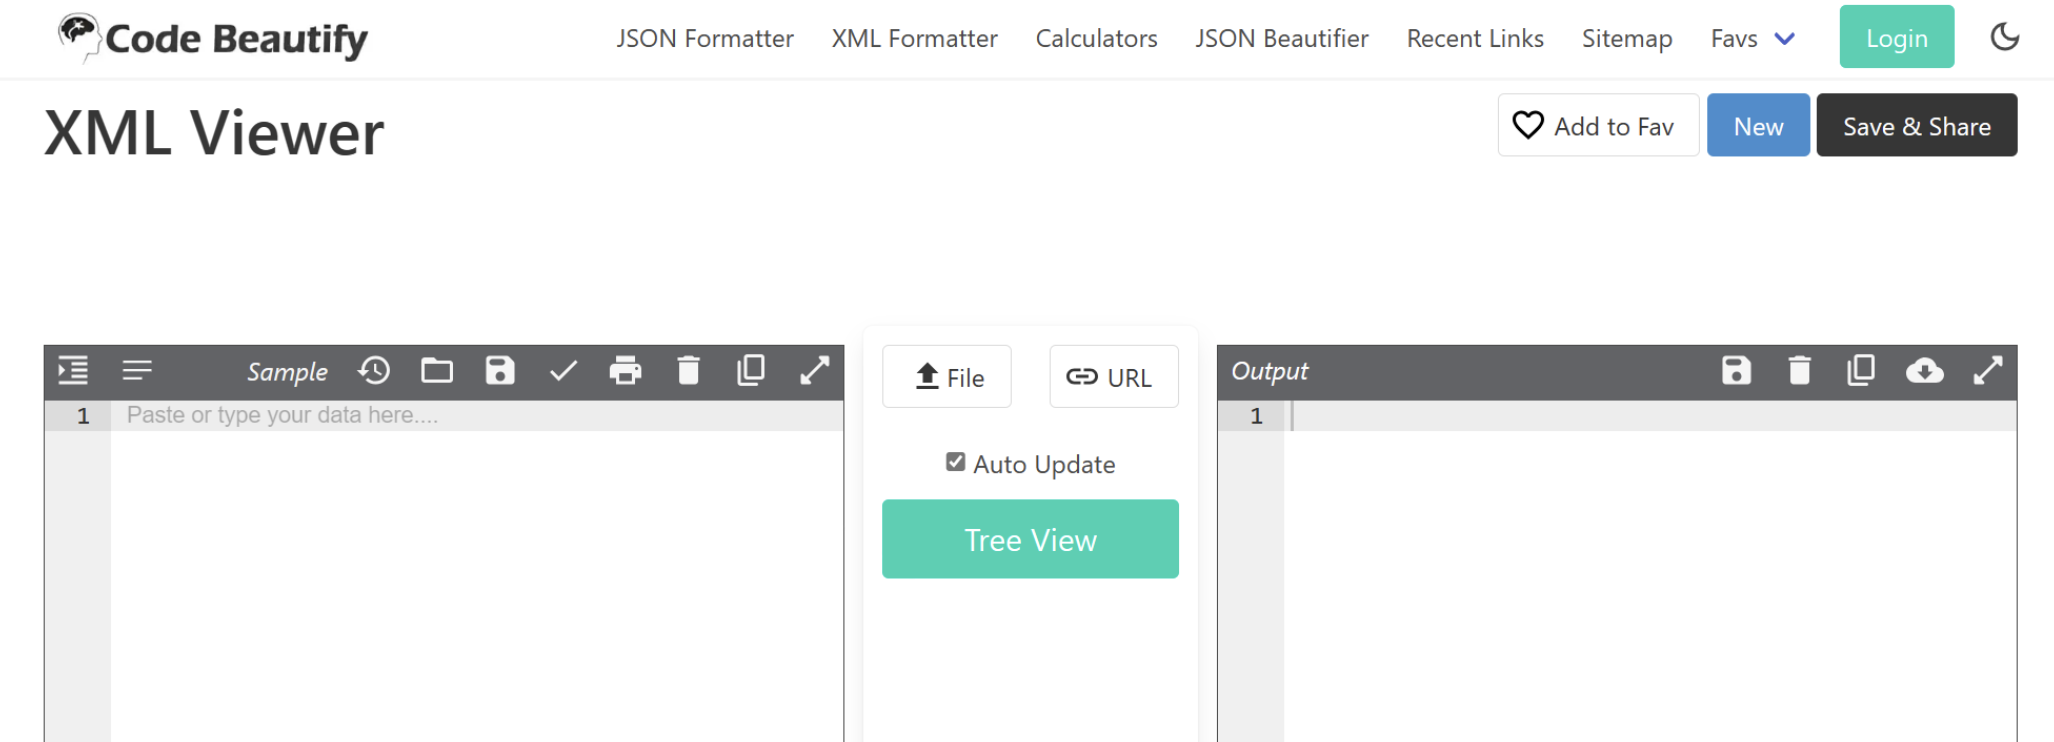 Code Beautify JSON Formatter XML Formatter Calculators JSON Beautifier Recent Links Sitemap Favs Login
XML Viewer Add to Fav New Save & Share
Sample File URL Output
1 Paste or type your data here.... 1
Auto Update
Tree View